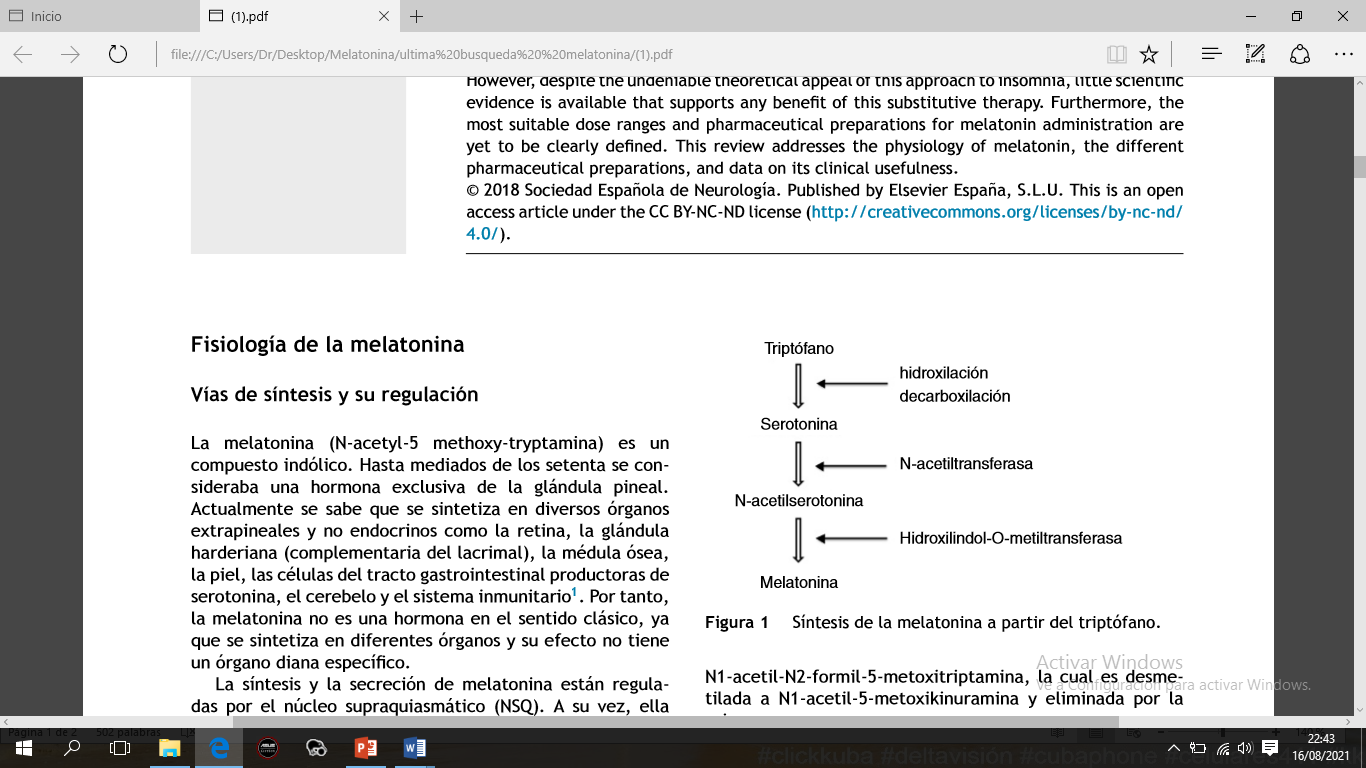 Inicio
(1).pdf
file:///C:/Users/Dr/Desktop/Melatonina/ultima%20busqueda%20%20melatonina/(1).pdf
However, despite the undeniable theoretical appeal of this approach to insomnia, little scientific
evidence is available that supports any benefit of this substitutive therapy. Furthermore, the
most suitable dose ranges and pharmaceutical preparations for melatonin administration are
yet to be clearly defined. This review addresses the physiology of melatonin, the different
pharmaceutical preparations, and data on its clinical usefulness.
© 2018 Sociedad Española de Neurología. Published by Elsevier España, S.L.U. This is an open
access article under the CC BY-NC-ND license (http://creativecommons.org/licenses/by-nc-nd/
4.0/).
Fisiología de la melatonina
Vías de síntesis y su regulación
La melatonina (N-acetyl-5 methoxy-tryptamina) es un
compuesto indólico. Hasta mediados de los setenta se con-
sideraba una hormona exclusiva de la glándula pineal.
Actualmente se sabe que se sintetiza en diversos órganos
extrapineales y no endocrinos como la retina, la glándula
harderiana (complementaria del lacrimal), la médula ósea,
la piel, las células del tracto gastrointestinal productoras de
serotonina, el cerebelo y el sistema inmunitario1. Por tanto,
la melatonina no es una hormona en el sentido clásico, ya
que se sintetiza en diferentes órganos y su efecto no tiene
un órgano diana específico.
La síntesis y la secreción de melatonina están regula-
das por el núcleo supraquiasmático (NSQ). A su vez, ella
Triptófano
hidroxilación
decarboxilación
Serotonina
N-acetiltransferasa
N-acetilserotonina
Hidroxilindol-O-metiltransferasa
Melatonina
Figura 1 Síntesis de la melatonina a partir del triptófano.
N1-acetil-N2-formil-5-metoxitriptamina, la cual es desme-
tilada a N1-acetil-5-metoxikinuramina y eliminada por la
Activar Windows
Ve a Configuración para activar Windows.
Página 1 de 2 502 palabras
#clickkuba #deltavisión #cubaphone
22:43
16/08/2021